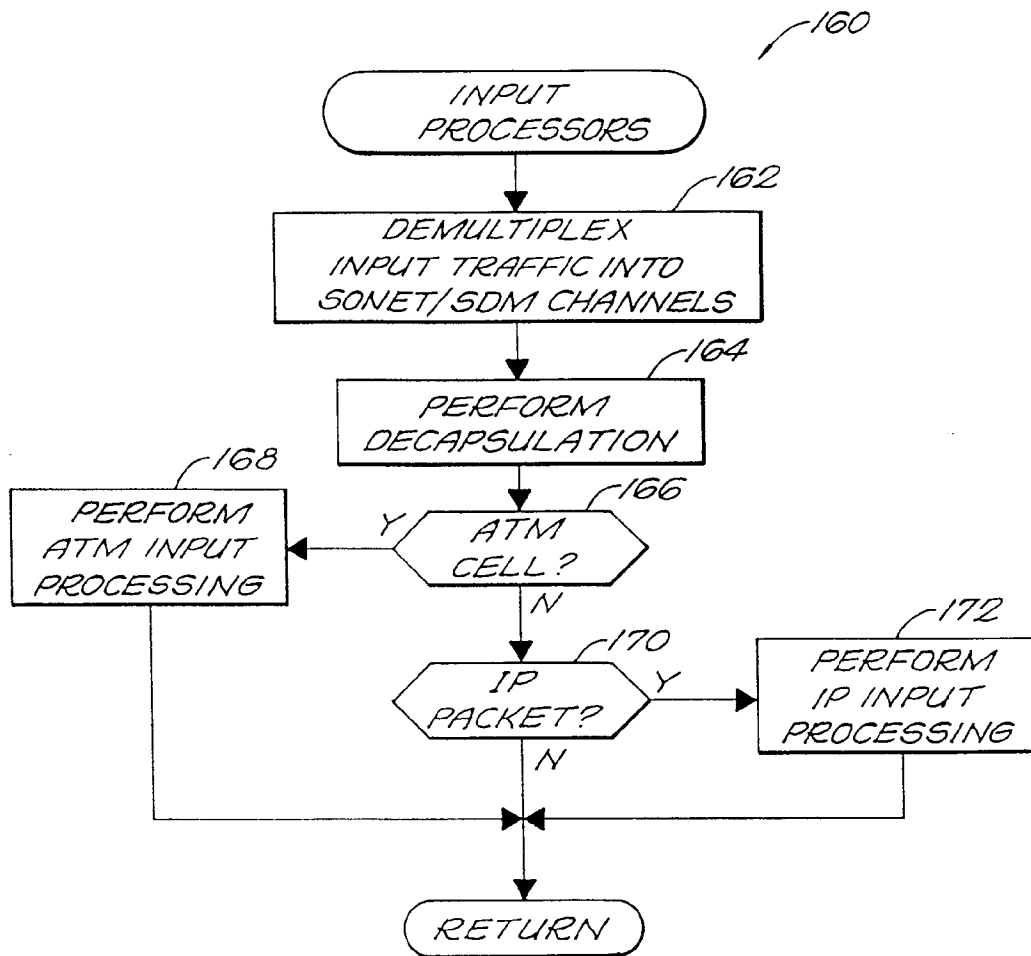 160
INPUT
PROCESSORS
162
DEMULTIPLEX
INPUT TRAFFIC INTO
SONET/SDM CHANNELS
164
PERFORM
DECAPSULATION
168
PERFORM
ATM INPUT
PROCESSING
166
Y
ATM
CELL?
N
170
IP
PACKET?
Y
N
172
PERFORM
IP INPUT
PROCESSING
RETURN